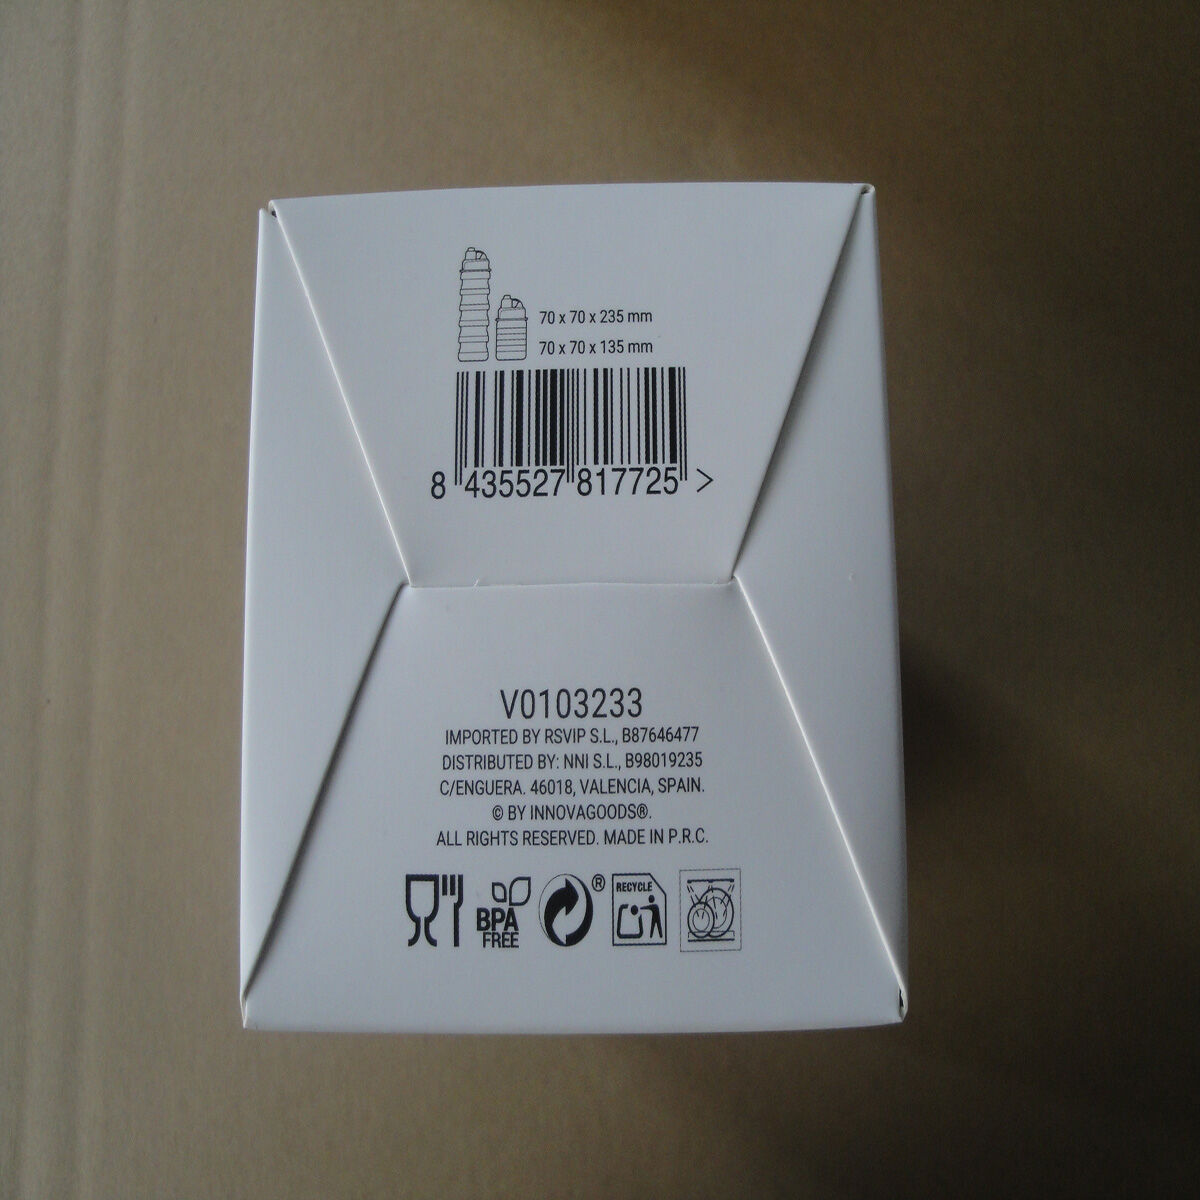 70 x 70 x 235 mm
70 x 70 x 135 mm
8 435527 817725 >
V0103233
IMPORTED BY RSVIP S.L., B87646477
DISTRIBUTED BY: NNI S.L., B98019235
C/ENGUERA. 46018, VALENCIA, SPAIN.
© BY INNOVAGOODS®.
ALL RIGHTS RESERVED. MADE IN P.R.C.
BPA
FREE
®
RECYCLE